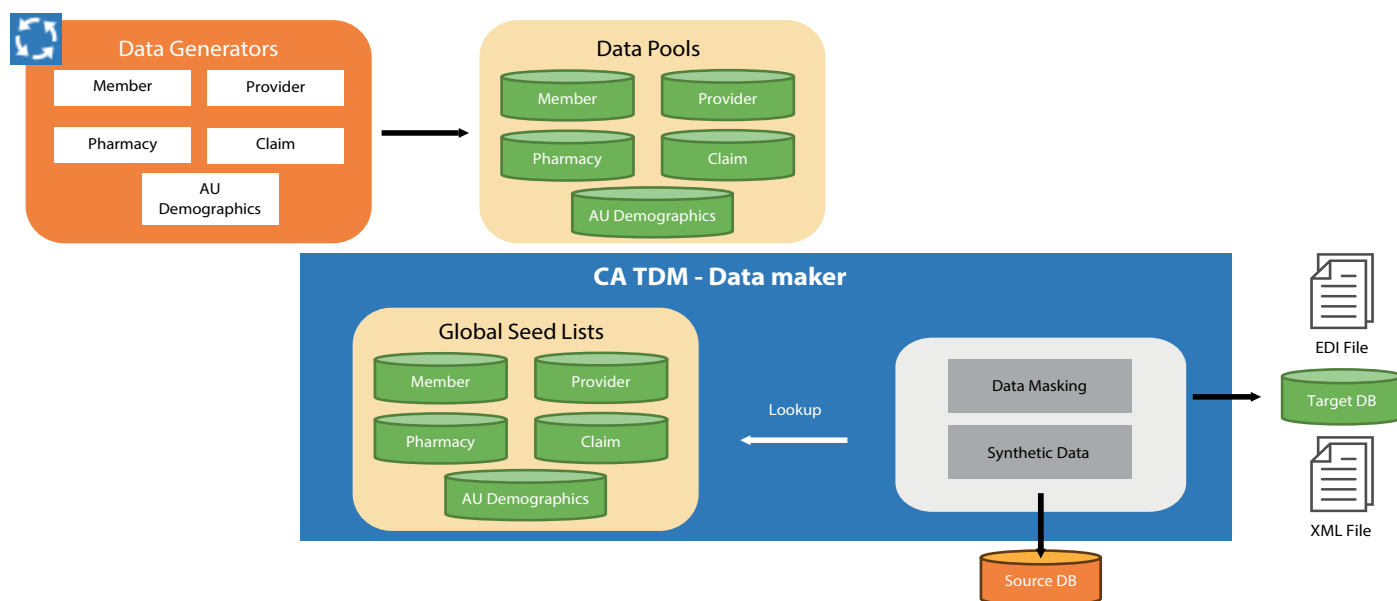 Data Generators
Member
Provider
Pharmacy
Claim
AU
Demographics
Data Pools
Member
Provider
Pharmacy
Claim
AU Demographics
CA TDM - Data maker
Global Seed Lists
Member
Provider
Pharmacy
Claim
AU Demographics
Lookup
Data Masking
Synthetic Data
Source DB
EDI File
Target DB
XML File